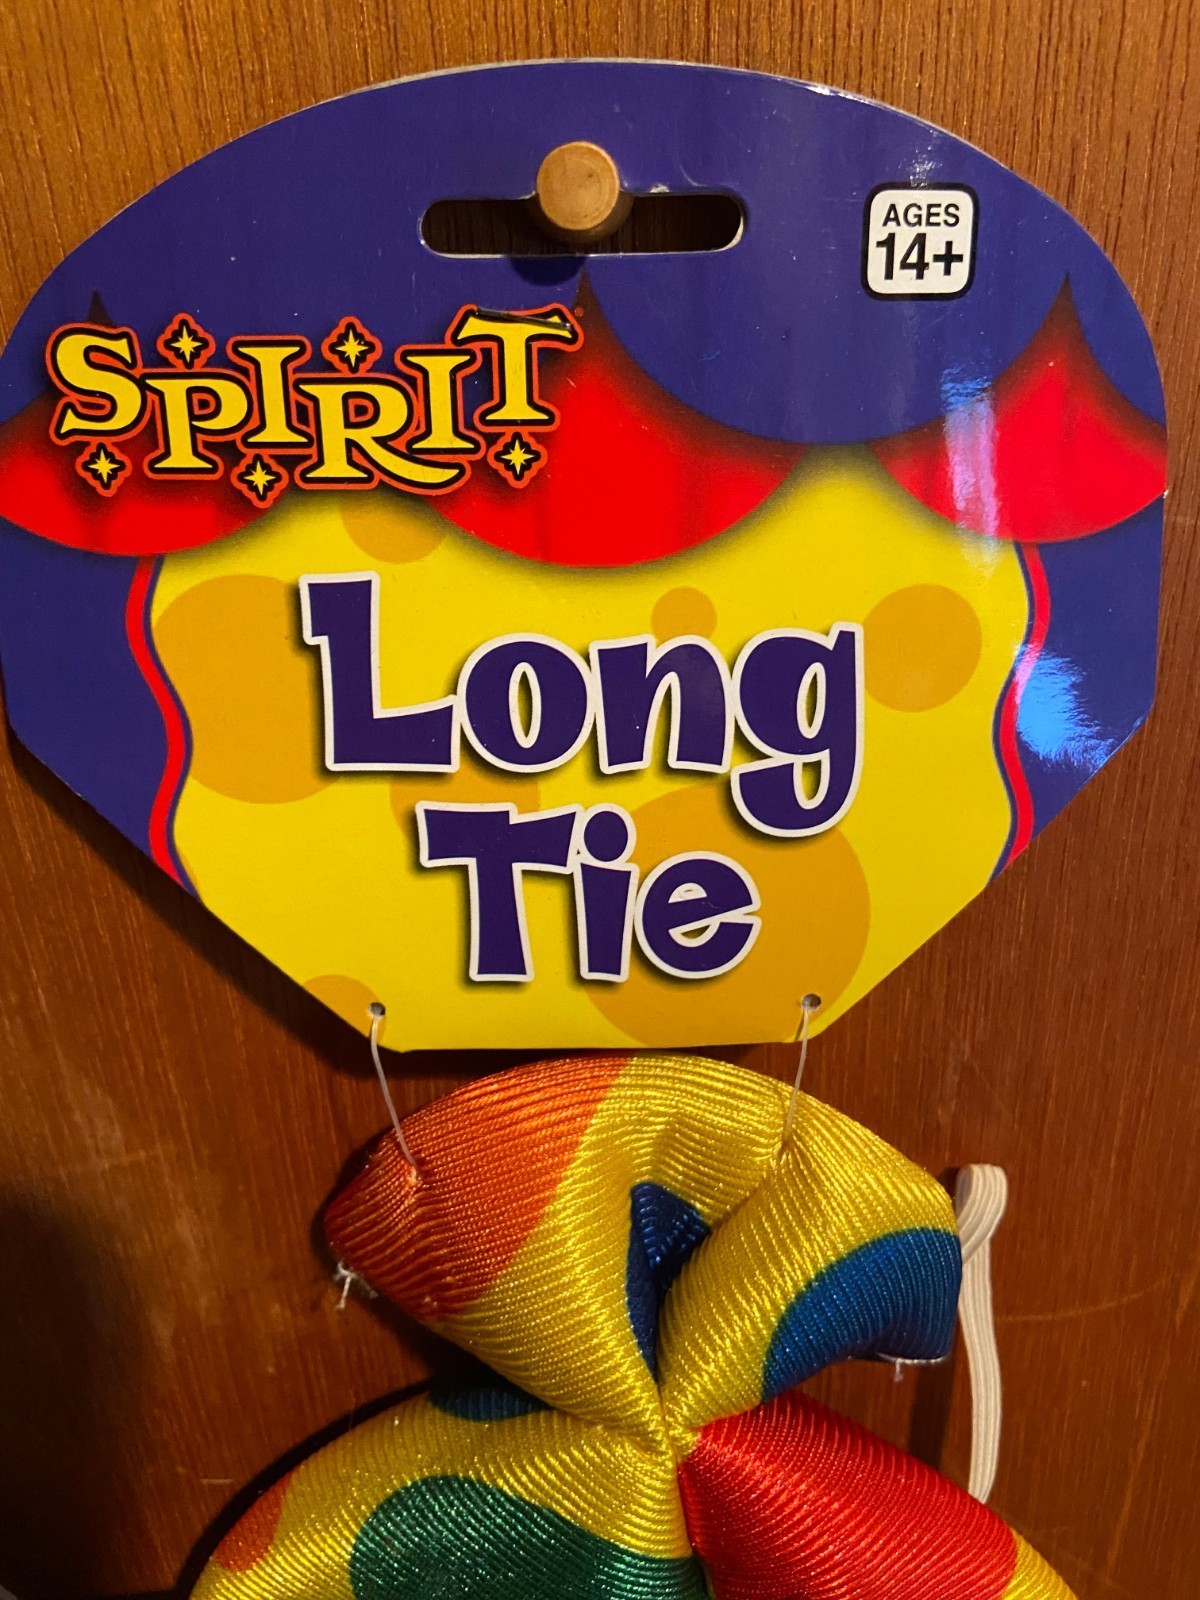 AGES
14+
SPIRIT
Long
Tie